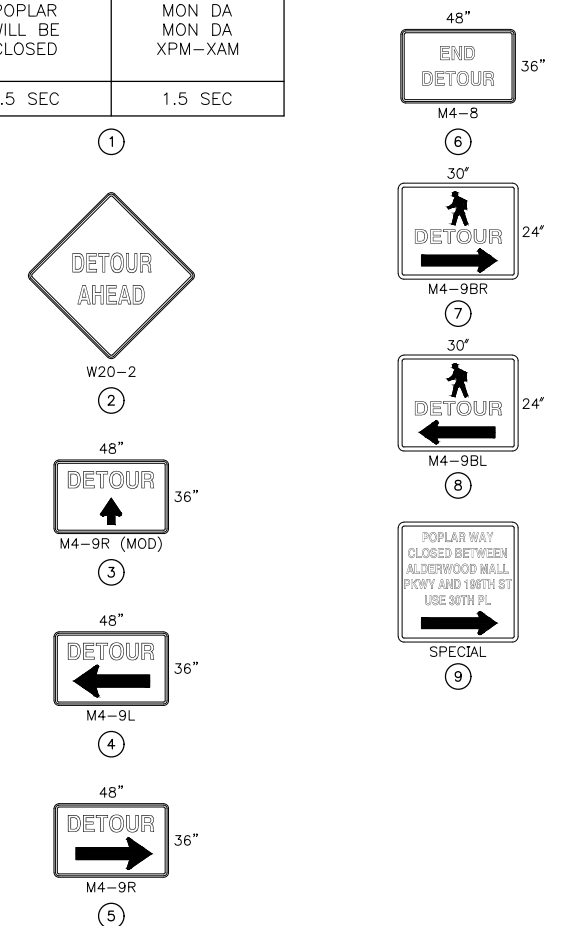 MON DA
WILL BE MON DA
CLOSED XPM-XAM
.5 SEC 1.5 SEC
1
DETOUR
AHEAD
W20-2
2
48"
DETOUR
36"
M4-9R (MOD)
3
48"
DETOUR
36"
M4-9L
4
48"
DETOUR
36"
M4-9R
5
48"
END
DETOUR
36"
M4-8
6
30"
DETOUR
24"
M4-9BR
7
30"
DETOUR
24"
M4-9BL
8
POPLAR WAY
CLOSED BETWEEN
ALDERWOOD MALL
PKWY AND 196TH ST
USE 30TH PL
SPECIAL
9